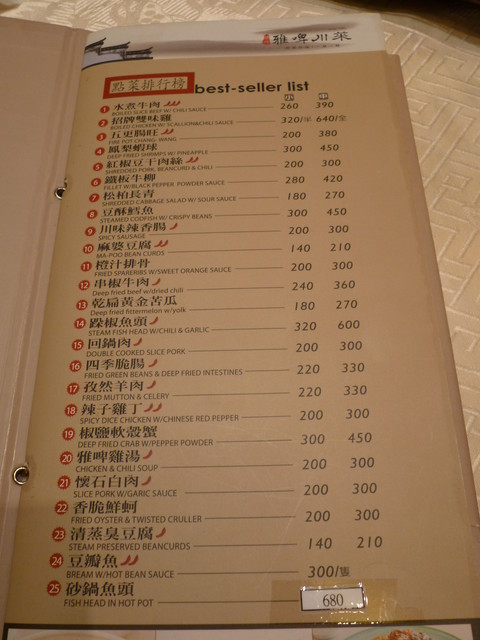 雅啤川菜
點菜排行榜 best-seller list
小 中
1 水煮牛肉 260 390
BOILED SLICE BEEF W/ CHILI SAUCE
2 招牌雙味雞 320/半 640/全
BOILED CHICKEN W/ SCALLION&CHILI SAUCE
3 五更腸旺 200 380
FIRE POT CHANG-WANG
4 鳳梨蝦球 300 450
DEEP FRIED SHRIMPS W/ PINEAPPLE
5 紅椒豆干肉絲 200 300
SHREDDED PORK, BEANCURD & CHILI
6 鐵板牛柳 280 420
FILLET W/BLACK PEPPER POWDER SAUCE
7 松柏長青 180 270
SHREDDED CABBAGE SALAD W/ SOUR SAUCE
8 豆酥鱈魚 300 450
STEAMED CODFISH W/ CRISPY BEANS
9 川味辣香腸 200 300
SPICY SAUSAGE
10 麻婆豆腐 140 210
MA-POO BEAN CURDS
11 橙汁排骨 200 300
FRIED SPARERIBS W/SWEET ORANGE SAUCE
12 串椒牛肉 240 360
Deep fried beef w/dried chili
13 乾扁黃金苦瓜 180 270
Deep fried fittermelon w/yolk
14 跺椒魚頭 320 600
STEAM FISH HEAD W/CHILI & GARLIC
15 回鍋肉 200 300
DOUBLE COOKED SLICE PORK
16 四季脆腸 220 330
FRIED GREEN BEANS & DEEP FRIED INTESTINES
17 孜然羊肉 220 330
FRIED MUTTON & CELERY
18 辣子雞丁 200 300
SPICY DICE CHICKEN W/CHINESE RED PEPPER
19 椒鹽軟殼蟹 300 450
DEEP FRIED CRAB W/PEPPER POWDER
20 雅啤雞湯 200 300
CHICKEN & CHILI SOUP
21 懷石白肉 200 300
SLICE PORK W/GARIC SAUCE
22 香脆鮮蚵 200 300
FRIED OYSTER & TWISTED CRULLER
23 清蒸臭豆腐 140 210
STEAM PRESERVED BEANCURDS
24 豆瓣魚 300/隻
BREAM W/HOT BEAN SAUCE
25 砂鍋魚頭 680
FISH HEAD IN HOT POT